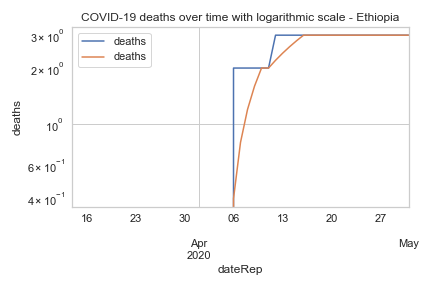 COVID-19 deaths over time with logarithmic scale - Ethiopia
deaths
deaths
deaths
3 × 10⁰
2 × 10⁰
10⁰
6 × 10⁻¹
4 × 10⁻¹
16 23 30 06 13 20 27
Apr May
2020
dateRep